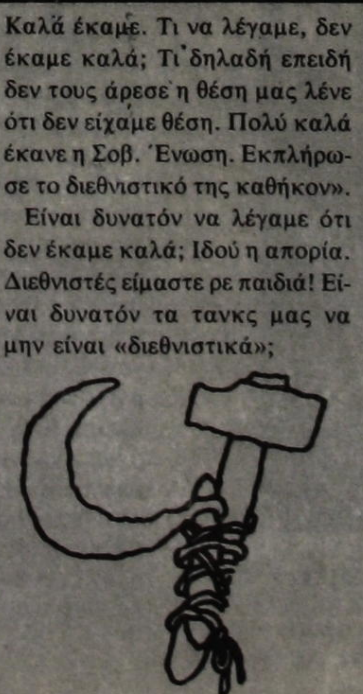 Καλά έκαμε. Τι να λέγαμε, δεν
έκαμε καλά; Τι δηλαδή επειδή
δεν τους άρεσε η θέση μας λένε
ότι δεν είχαμε θέση. Πολύ καλά
έκανε η Σοβ. Ένωση. Εκπλήρω-
σε το διεθνιστικό της καθήκον».
Είναι δυνατόν να λέγαμε ότι
δεν έκαμε καλά; Ιδού η απορία.
Διεθνιστές είμαστε ρε παιδιά! Εί-
ναι δυνατόν τα τανκς μας να
μην είναι «διεθνιστικά»;